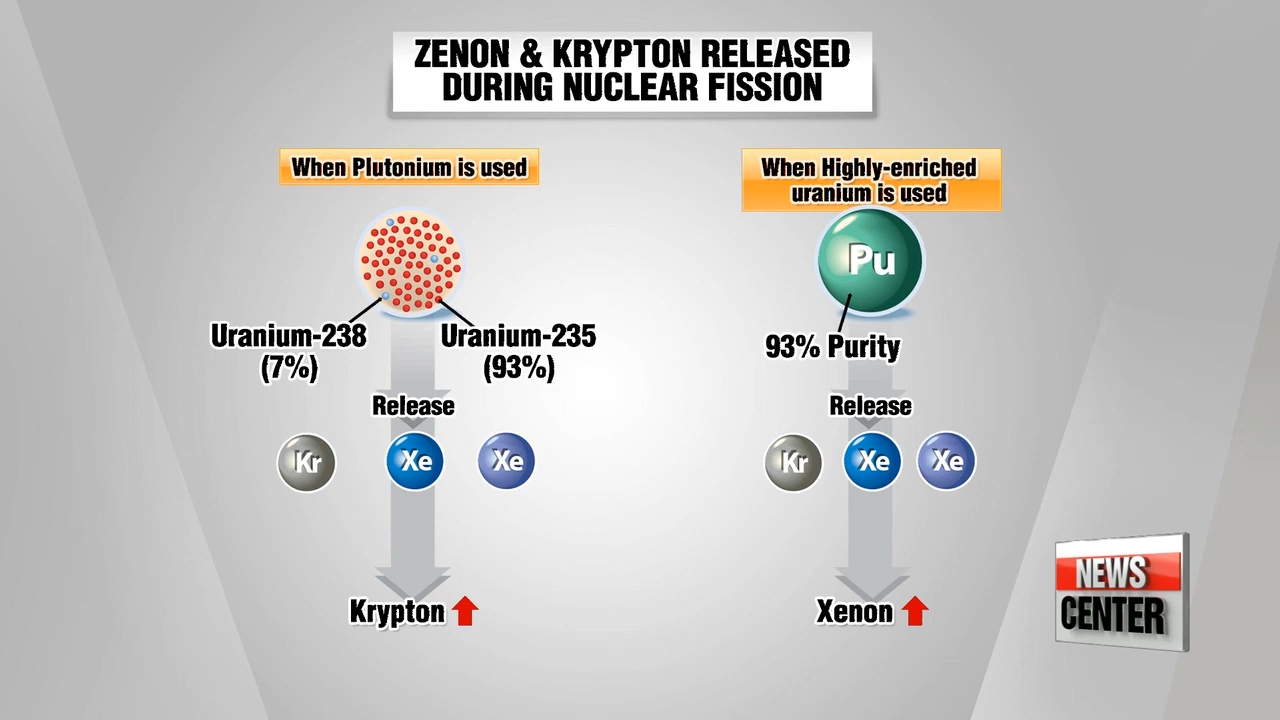 ZENON & KRYPTON RELEASED
DURING NUCLEAR FISSION
When Plutonium is used
Uranium-238
(7%)
Uranium-235
(93%)
Release
Kr
Xe
Xe
Krypton
When Highly-enriched
uranium is used
Pu
93% Purity
Release
Kr
Xe
Xe
Xenon
NEWS
CENTER